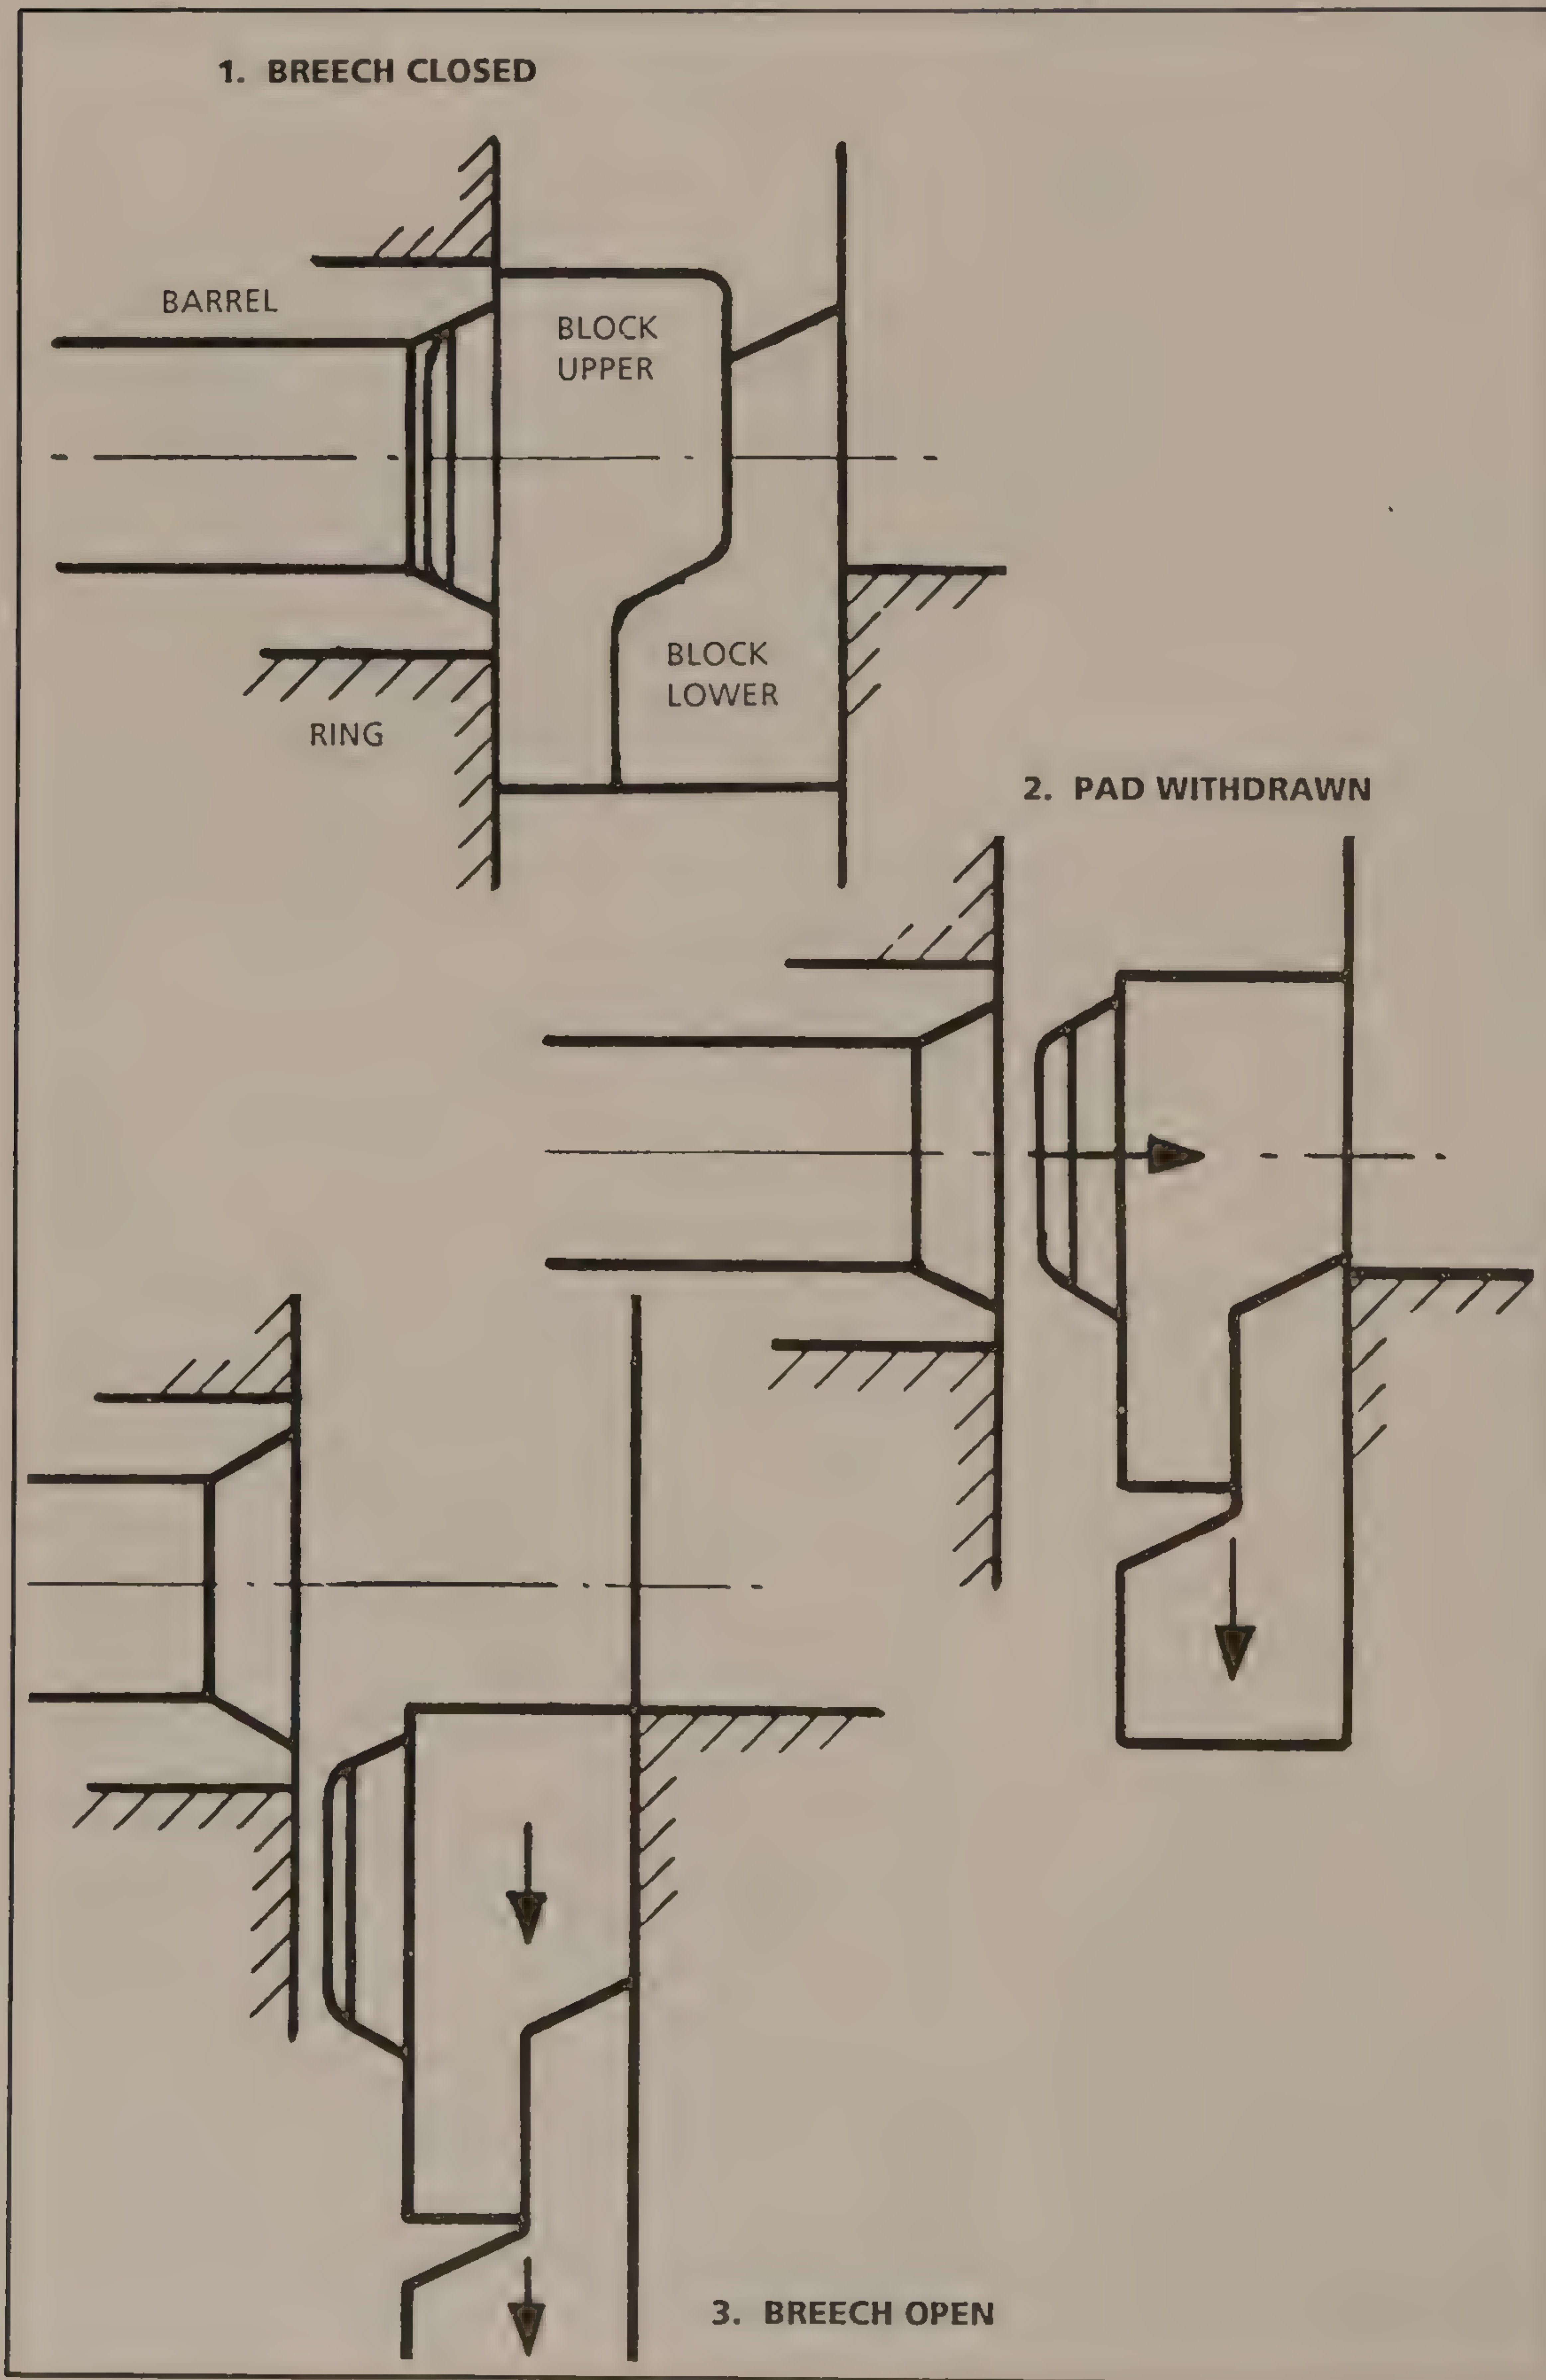 1. BREECH CLOSED
BARREL
BLOCK
UPPER
BLOCK
LOWER
RING
2. PAD WITHDRAWN
3. BREECH OPEN